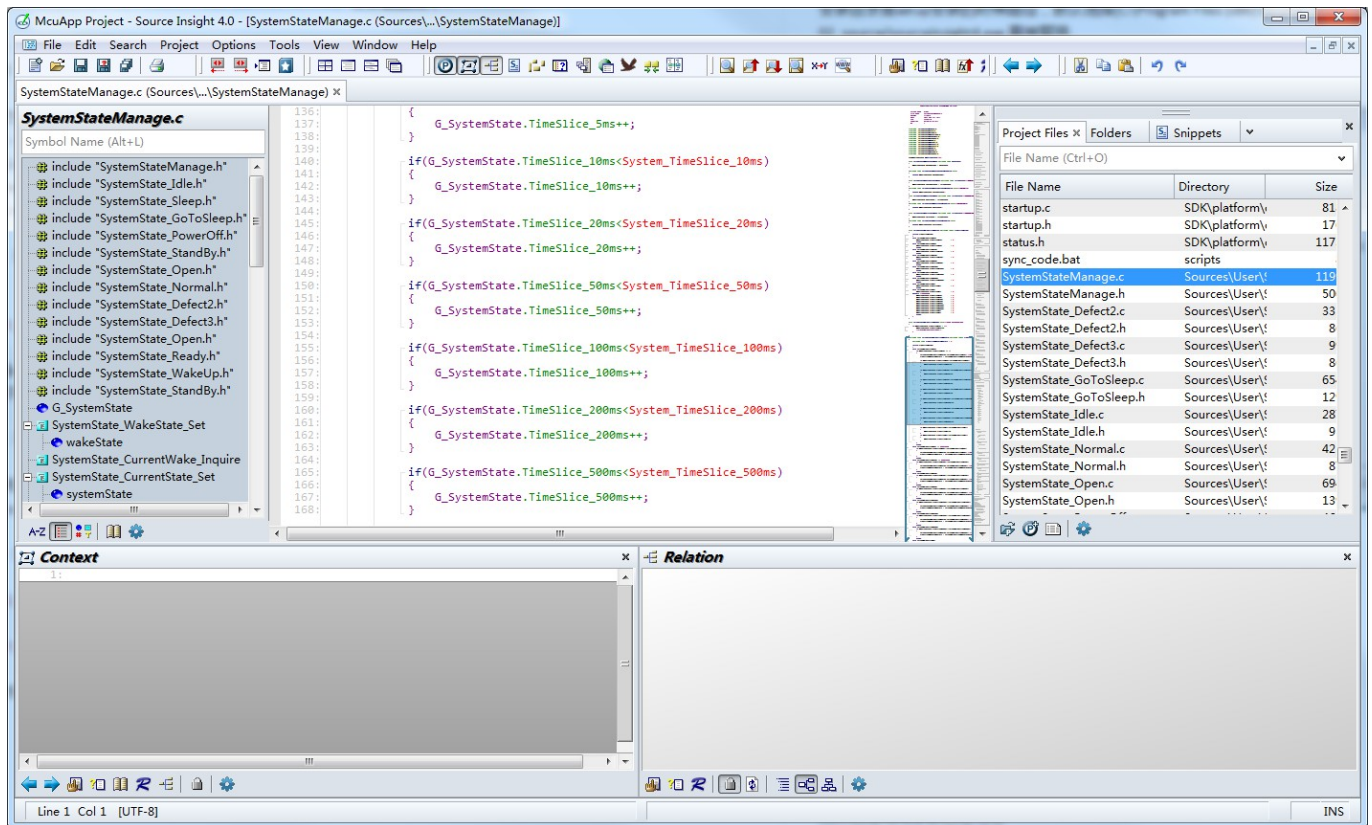 McuApp Project - Source Insight 4.0 - [SystemStateManage.c (Sources\...\SystemStateManage)]
File Edit Search Project Options Tools View Window Help
SystemStateManage.c (Sources\...\SystemStateManage) ×
SystemStateManage.c
Symbol Name (Alt+L)
include "SystemStateManage.h"
include "SystemState_Idle.h"
include "SystemState_Sleep.h"
include "SystemState_GoToSleep.h"
include "SystemState_PowerOff.h"
include "SystemState_StandBy.h"
include "SystemState_Open.h"
include "SystemState_Normal.h"
include "SystemState_Defect2.h"
include "SystemState_Defect3.h"
include "SystemState_Open.h"
include "SystemState_Ready.h"
include "SystemState_WakeUp.h"
include "SystemState_StandBy.h"
G_SystemState
SystemState_WakeState_Set
wakeState
SystemState_CurrentWake_Inquire
SystemState_CurrentState_Set
systemState
A-Z
136: {
137: G_SystemState.TimeSlice_5ms++;
138: }
139:
140: if(G_SystemState.TimeSlice_10ms<System_TimeSlice_10ms)
141: {
142: G_SystemState.TimeSlice_10ms++;
143: }
144:
145: if(G_SystemState.TimeSlice_20ms<System_TimeSlice_20ms)
146: {
147: G_SystemState.TimeSlice_20ms++;
148: }
149:
150: if(G_SystemState.TimeSlice_50ms<System_TimeSlice_50ms)
151: {
152: G_SystemState.TimeSlice_50ms++;
153: }
154:
155: if(G_SystemState.TimeSlice_100ms<System_TimeSlice_100ms)
156: {
157: G_SystemState.TimeSlice_100ms++;
158: }
159:
160: if(G_SystemState.TimeSlice_200ms<System_TimeSlice_200ms)
161: {
162: G_SystemState.TimeSlice_200ms++;
163: }
164:
165: if(G_SystemState.TimeSlice_500ms<System_TimeSlice_500ms)
166: {
167: G_SystemState.TimeSlice_500ms++;
168: }
Project Files × Folders Snippets
File Name (Ctrl+O)
File Name Directory Size
startup.c SDK\platform\ 81
startup.h SDK\platform\ 17
status.h SDK\platform\ 117
sync_code.bat scripts
SystemStateManage.c Sources\User\ 119
SystemStateManage.h Sources\User\ 50
SystemState_Defect2.c Sources\User\ 33
SystemState_Defect2.h Sources\User\ 8
SystemState_Defect3.c Sources\User\ 9
SystemState_Defect3.h Sources\User\ 8
SystemState_GoToSleep.c Sources\User\ 65
SystemState_GoToSleep.h Sources\User\ 12
SystemState_Idle.c Sources\User\ 28
SystemState_Idle.h Sources\User\ 9
SystemState_Normal.c Sources\User\ 42
SystemState_Normal.h Sources\User\ 8
SystemState_Open.c Sources\User\ 69
SystemState_Open.h Sources\User\ 13
Context
1:
Relation
Line 1 Col 1 [UTF-8]
INS